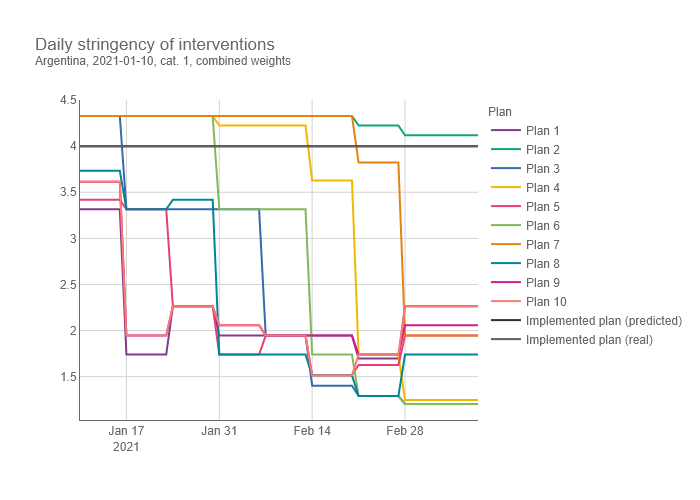 Daily stringency of interventions
Argentina, 2021-01-10, cat. 1, combined weights
4.5
4
3.5
3
2.5
2
1.5
Jan 17
2021
Jan 31
Feb 14
Feb 28
Plan
Plan 1
Plan 2
Plan 3
Plan 4
Plan 5
Plan 6
Plan 7
Plan 8
Plan 9
Plan 10
Implemented plan (predicted)
Implemented plan (real)